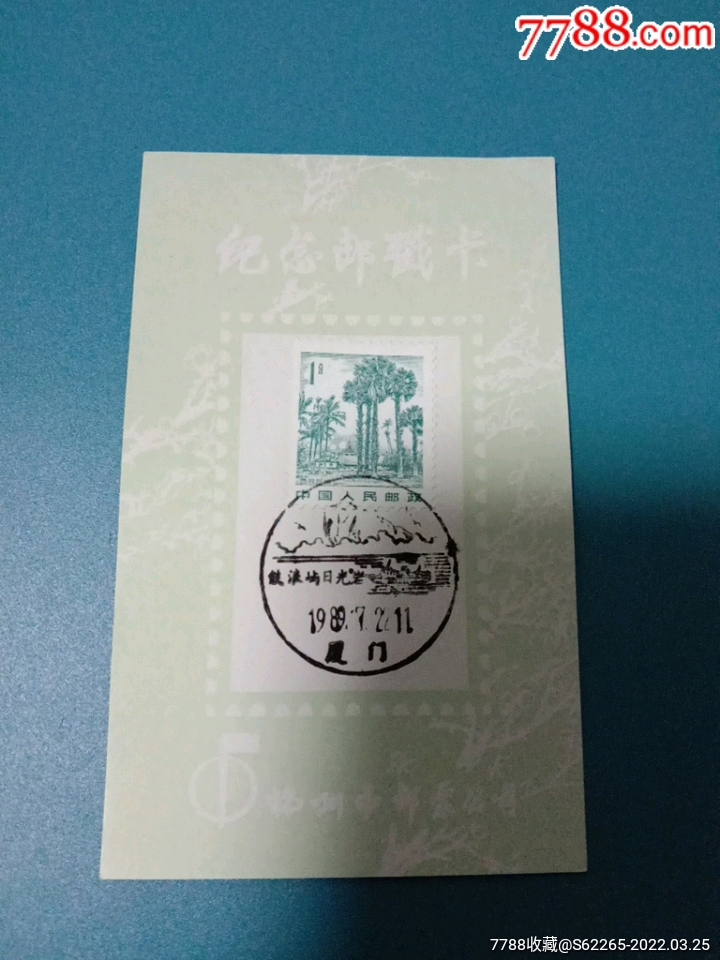 7788.com
纪念邮戳卡
1分
中国人民邮政
鼓浪屿日光岩
1989.7.22.11
厦门
7788收藏@S62265-2022.03.25